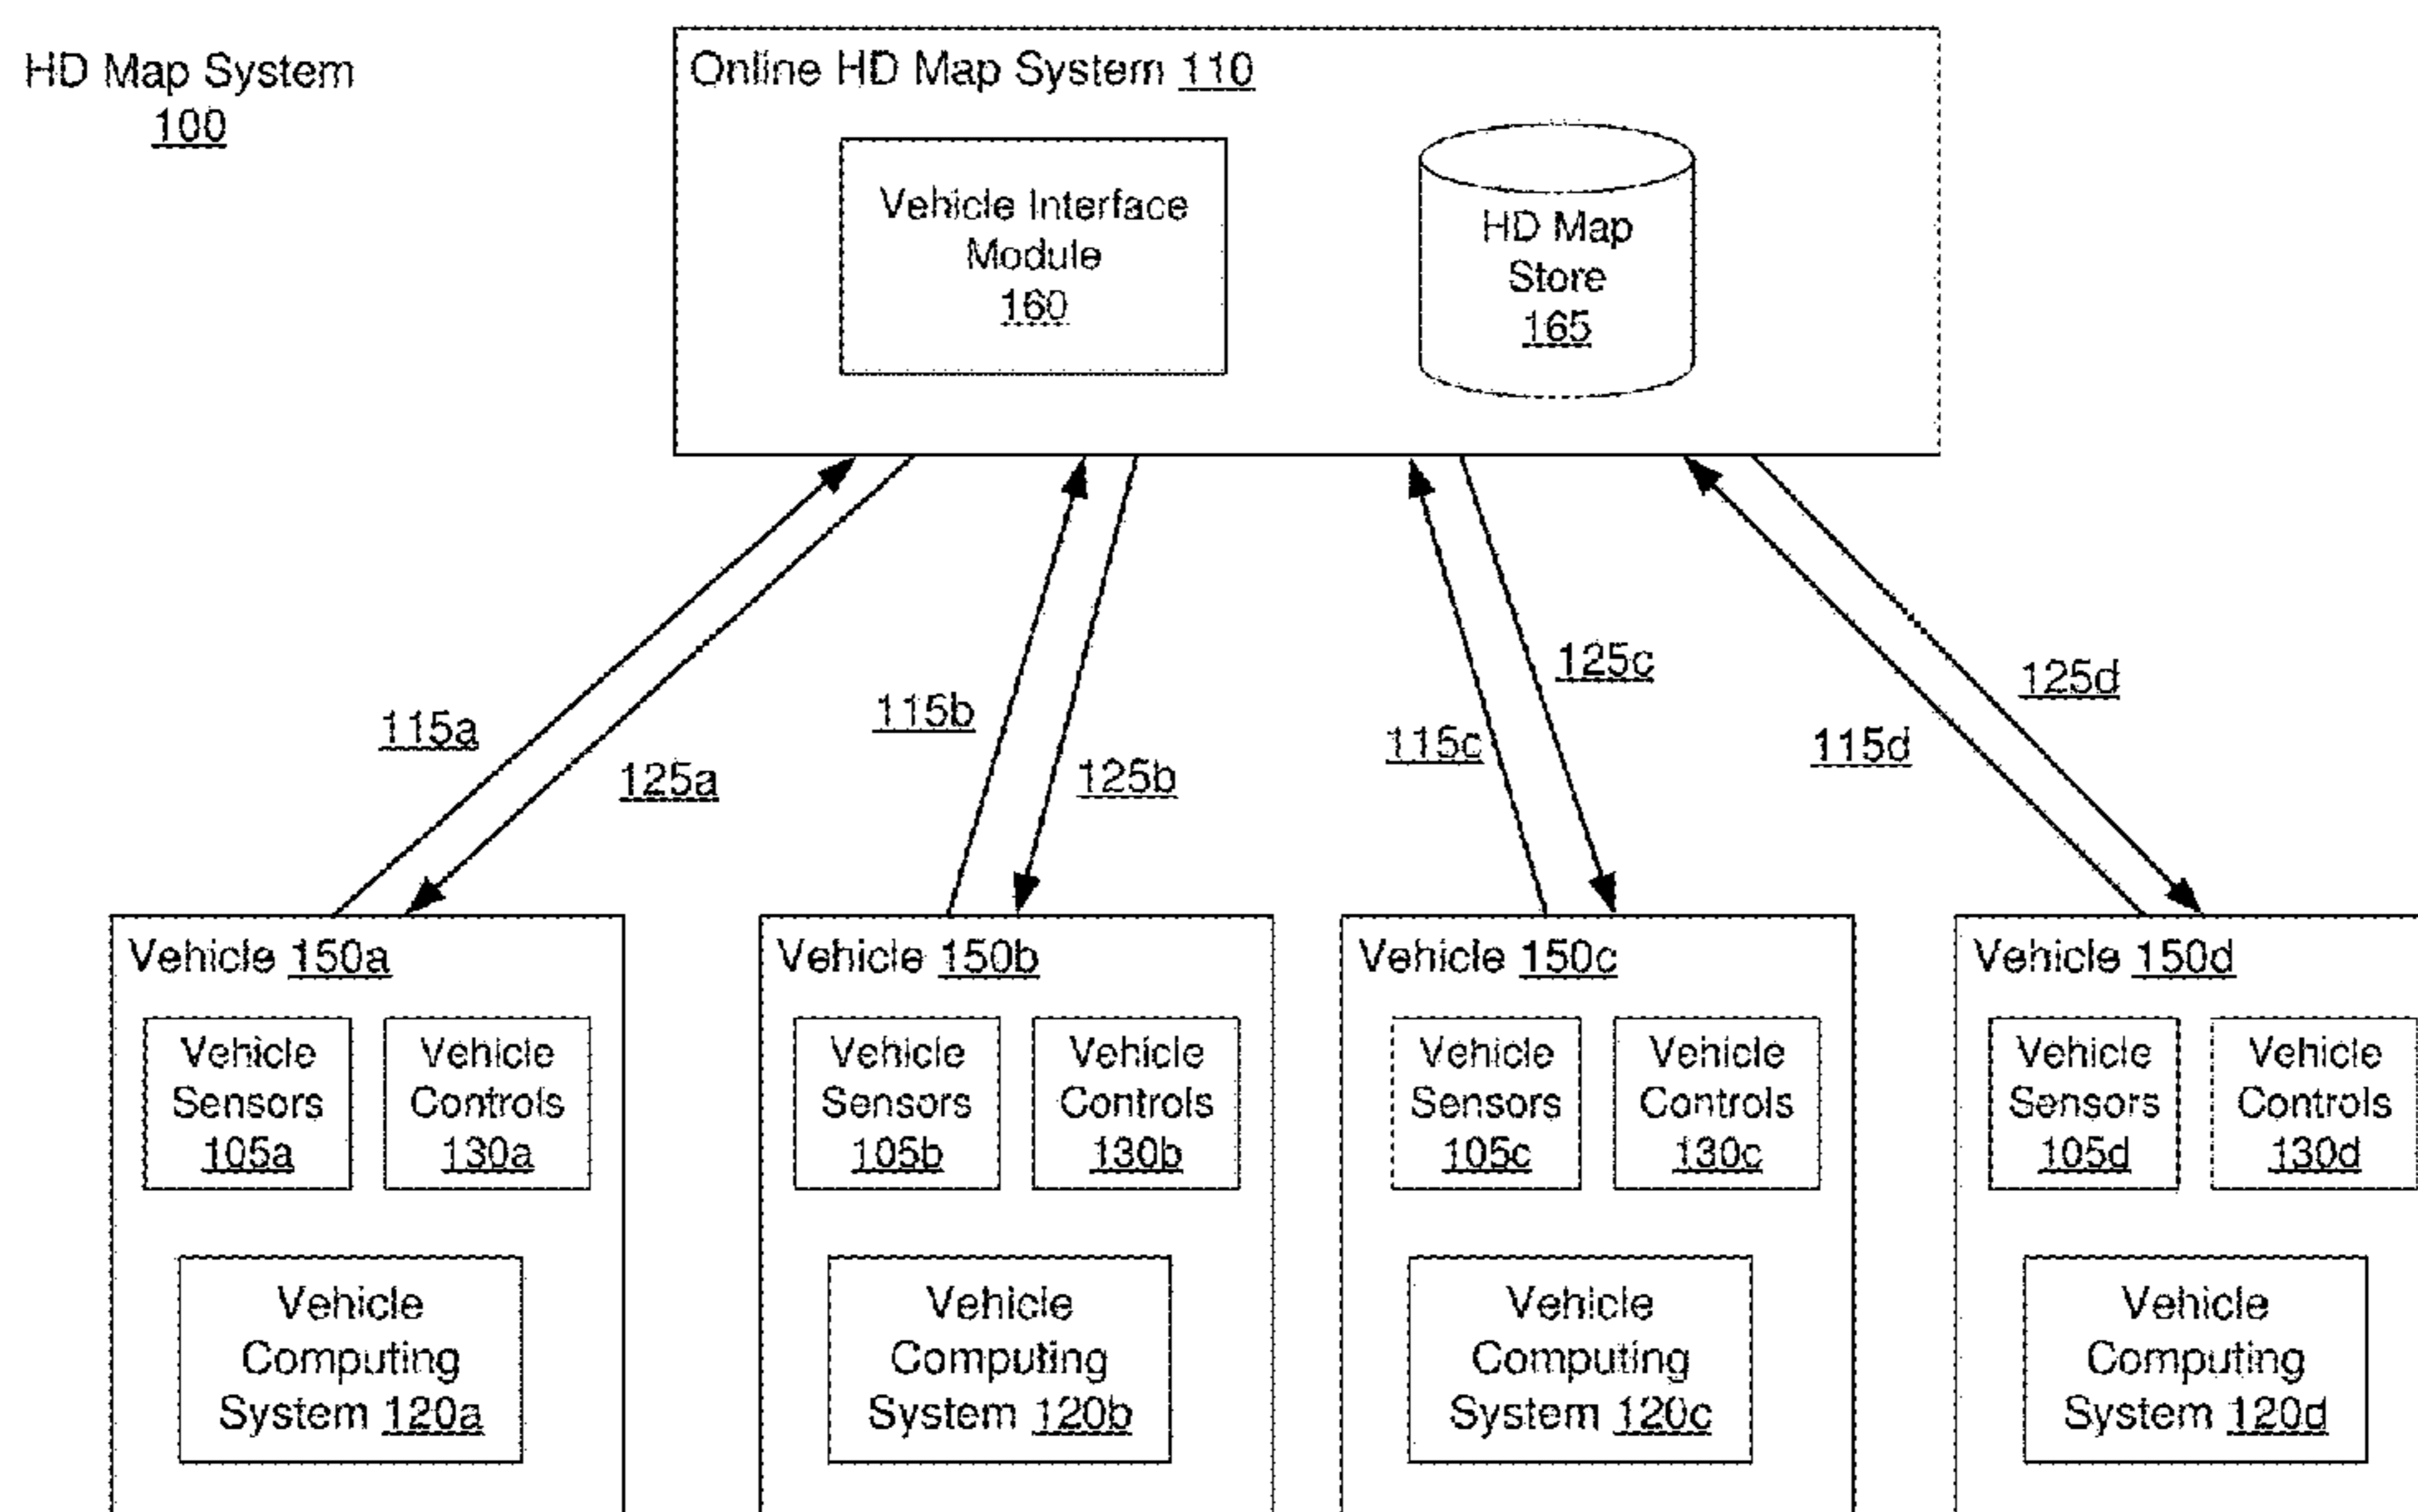 HD Map System
100
Online HD Map System 110
Vehicle Interface
Module
160
HD Map
Store
165
115a
125a
115b
125b
115c
125c
115d
125d
Vehicle 150a
Vehicle
Sensors
105a
Vehicle
Controls
130a
Vehicle
Computing
System 120a
Vehicle 150b
Vehicle
Sensors
105b
Vehicle
Controls
130b
Vehicle
Computing
System 120b
Vehicle 150c
Vehicle
Sensors
105c
Vehicle
Controls
130c
Vehicle
Computing
System 120c
Vehicle 150d
Vehicle
Sensors
105d
Vehicle
Controls
130d
Vehicle
Computing
System 120d